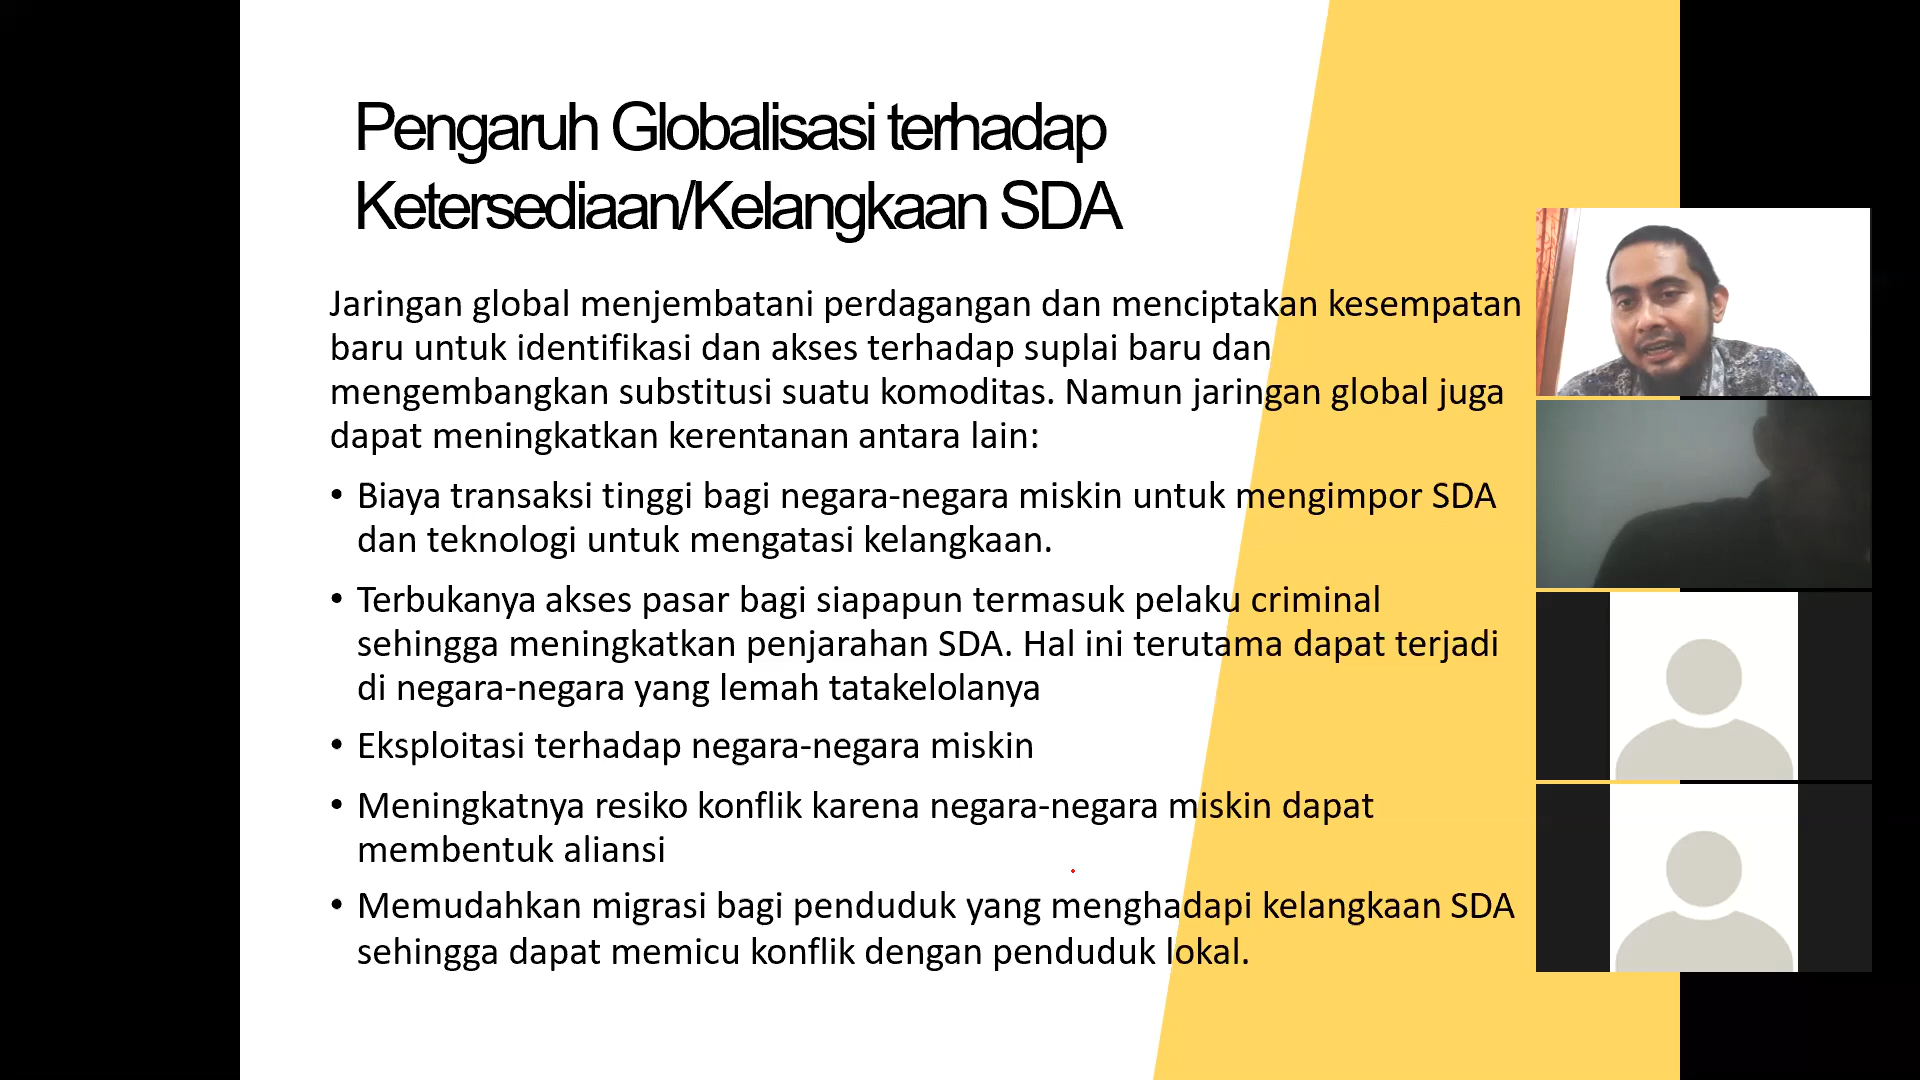 Pengaruh Globalisasi terhadap
Ketersediaan/Kelangkaan SDA
Jaringan global menjembatani perdagangan dan menciptakan kesempatan
baru untuk identifikasi dan akses terhadap suplai baru dan
mengembangkan substitusi suatu komoditas. Namun jaringan global juga
dapat meningkatkan kerentanan antara lain:
• Biaya transaksi tinggi bagi negara-negara miskin untuk mengimpor SDA
dan teknologi untuk mengatasi kelangkaan.
• Terbukanya akses pasar bagi siapapun termasuk pelaku criminal
sehingga meningkatkan penjarahan SDA. Hal ini terutama dapat terjadi
di negara-negara yang lemah tatakelolanya
• Eksploitasi terhadap negara-negara miskin
• Meningkatnya resiko konflik karena negara-negara miskin dapat
membentuk aliansi
• Memudahkan migrasi bagi penduduk yang menghadapi kelangkaan SDA
sehingga dapat memicu konflik dengan penduduk lokal.